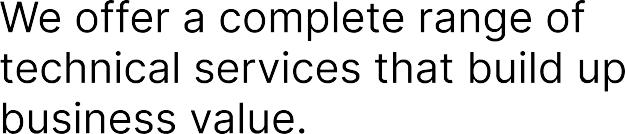 We offer a complete range of
technical services that build up
business value.